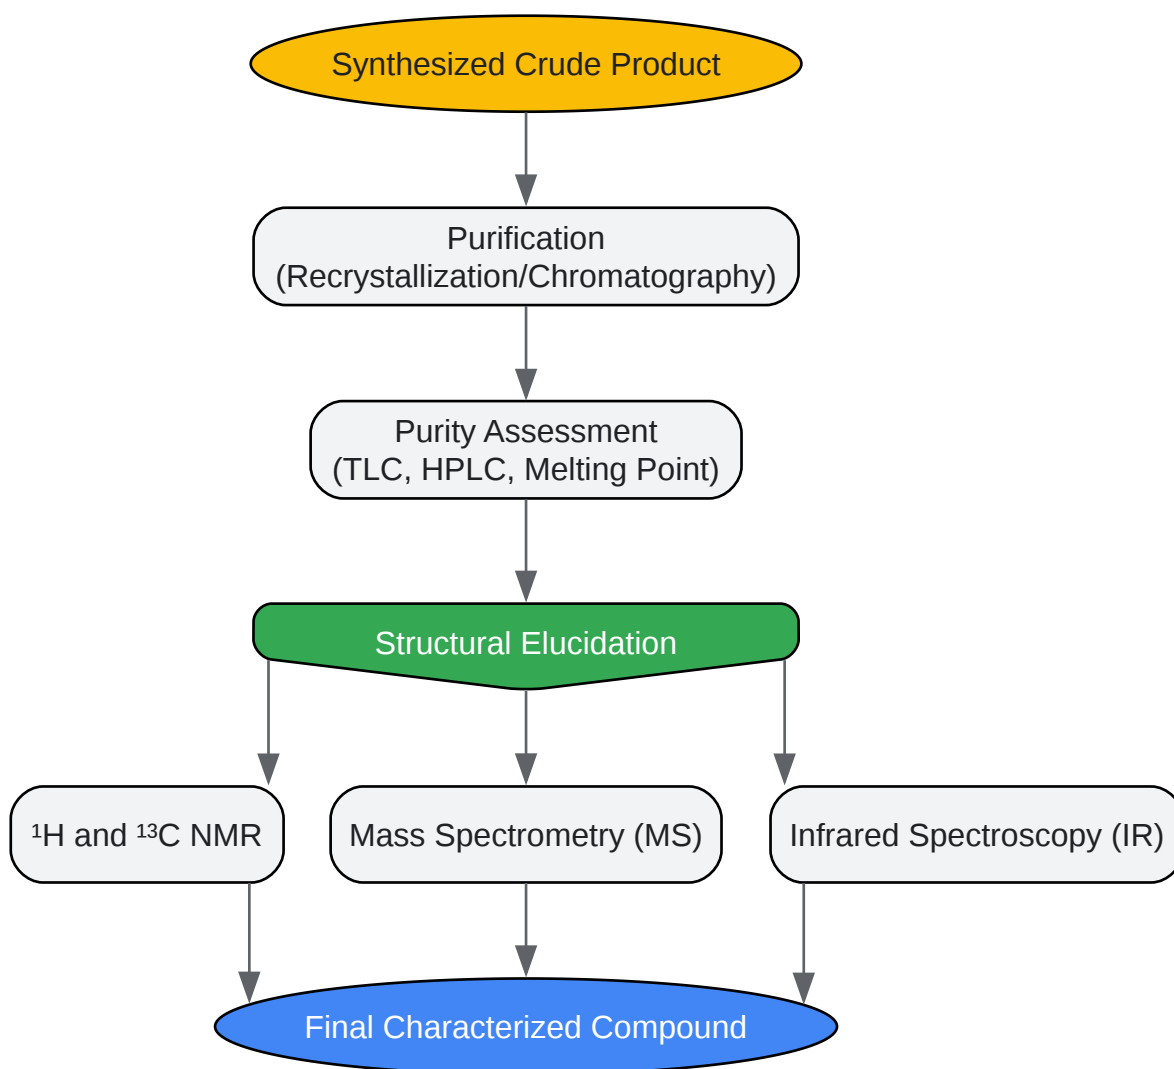 Synthesized Crude Product
Purification
(Recrystallization/Chromatography)
Purity Assessment
(TLC, HPLC, Melting Point)
Structural Elucidation
¹H and ¹³C NMR
Mass Spectrometry (MS)
Infrared Spectroscopy (IR)
Final Characterized Compound